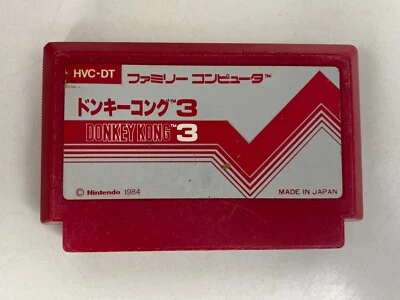 HVC-DT ファミリー コンピュータ™
ドンキーコング™3
DONKEY KONG™3
© Nintendo 1984
MADE IN JAPAN